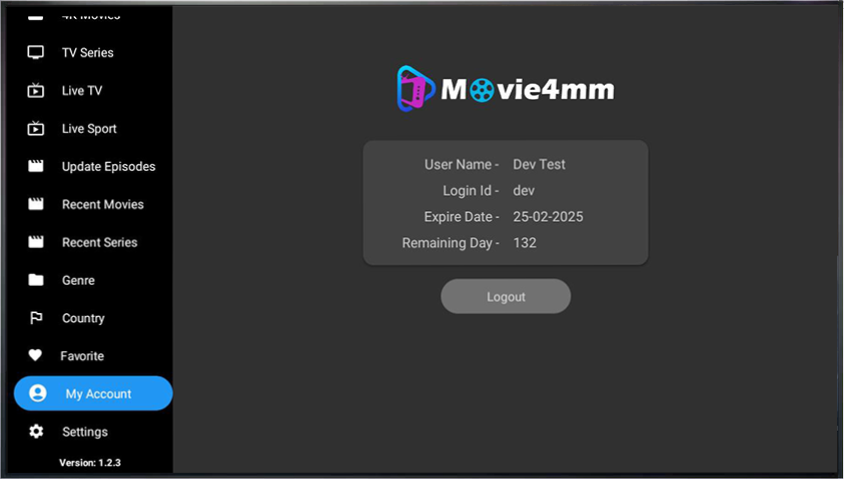 4K Movies
TV Series
Live TV
Live Sport
Update Episodes
Recent Movies
Recent Series
Genre
Country
Favorite
My Account
Settings
Version: 1.2.3
Movie4mm
User Name - Dev Test
Login Id - dev
Expire Date - 25-02-2025
Remaining Day - 132
Logout